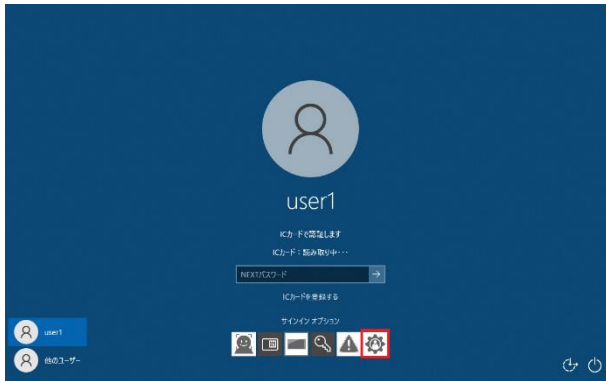 user1
ICカードで認証します
ICカード：読み取り中・・・
NEXTパスワード
ICカードを登録する
サインイン オプション
user1
他のユーザー